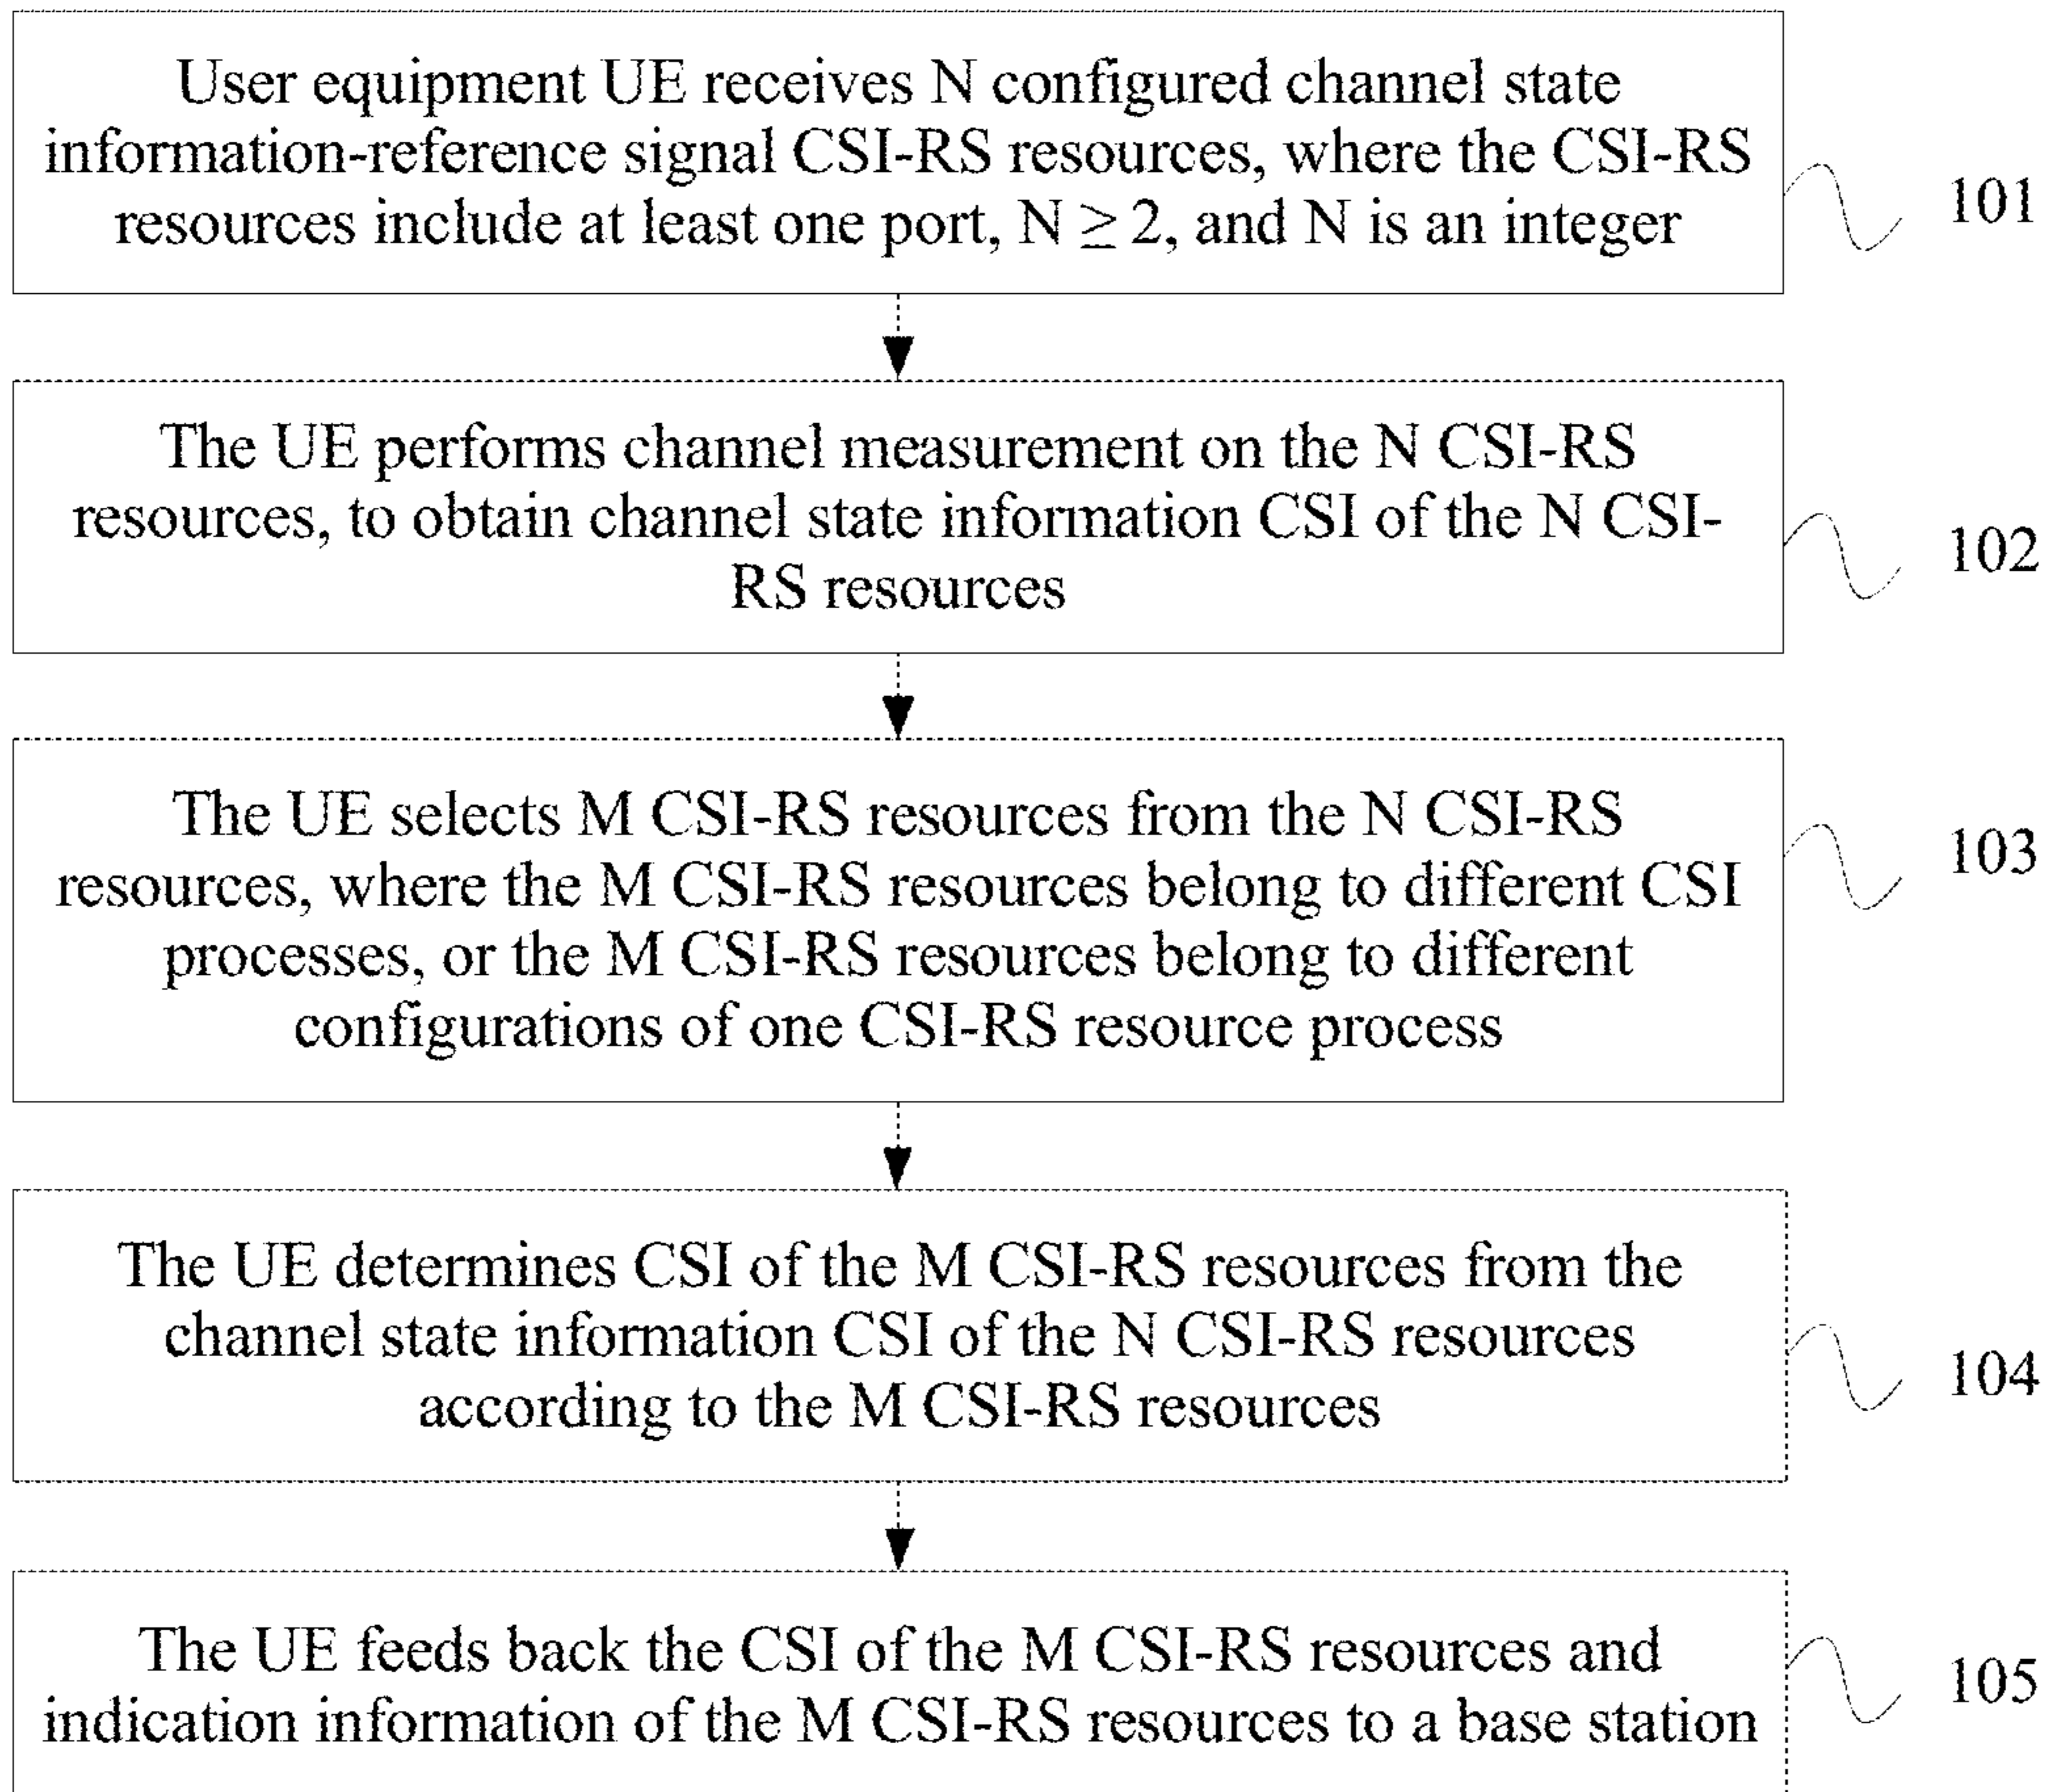 User equipment UE receives N configured channel state
information-reference signal CSI-RS resources, where the CSI-RS
resources include at least one port, N ≥ 2, and N is an integer
101
The UE performs channel measurement on the N CSI-RS
resources, to obtain channel state information CSI of the N CSI-
RS resources
102
The UE selects M CSI-RS resources from the N CSI-RS
resources, where the M CSI-RS resources belong to different CSI
processes, or the M CSI-RS resources belong to different
configurations of one CSI-RS resource process
103
The UE determines CSI of the M CSI-RS resources from the
channel state information CSI of the N CSI-RS resources
according to the M CSI-RS resources
104
The UE feeds back the CSI of the M CSI-RS resources and
indication information of the M CSI-RS resources to a base station
105